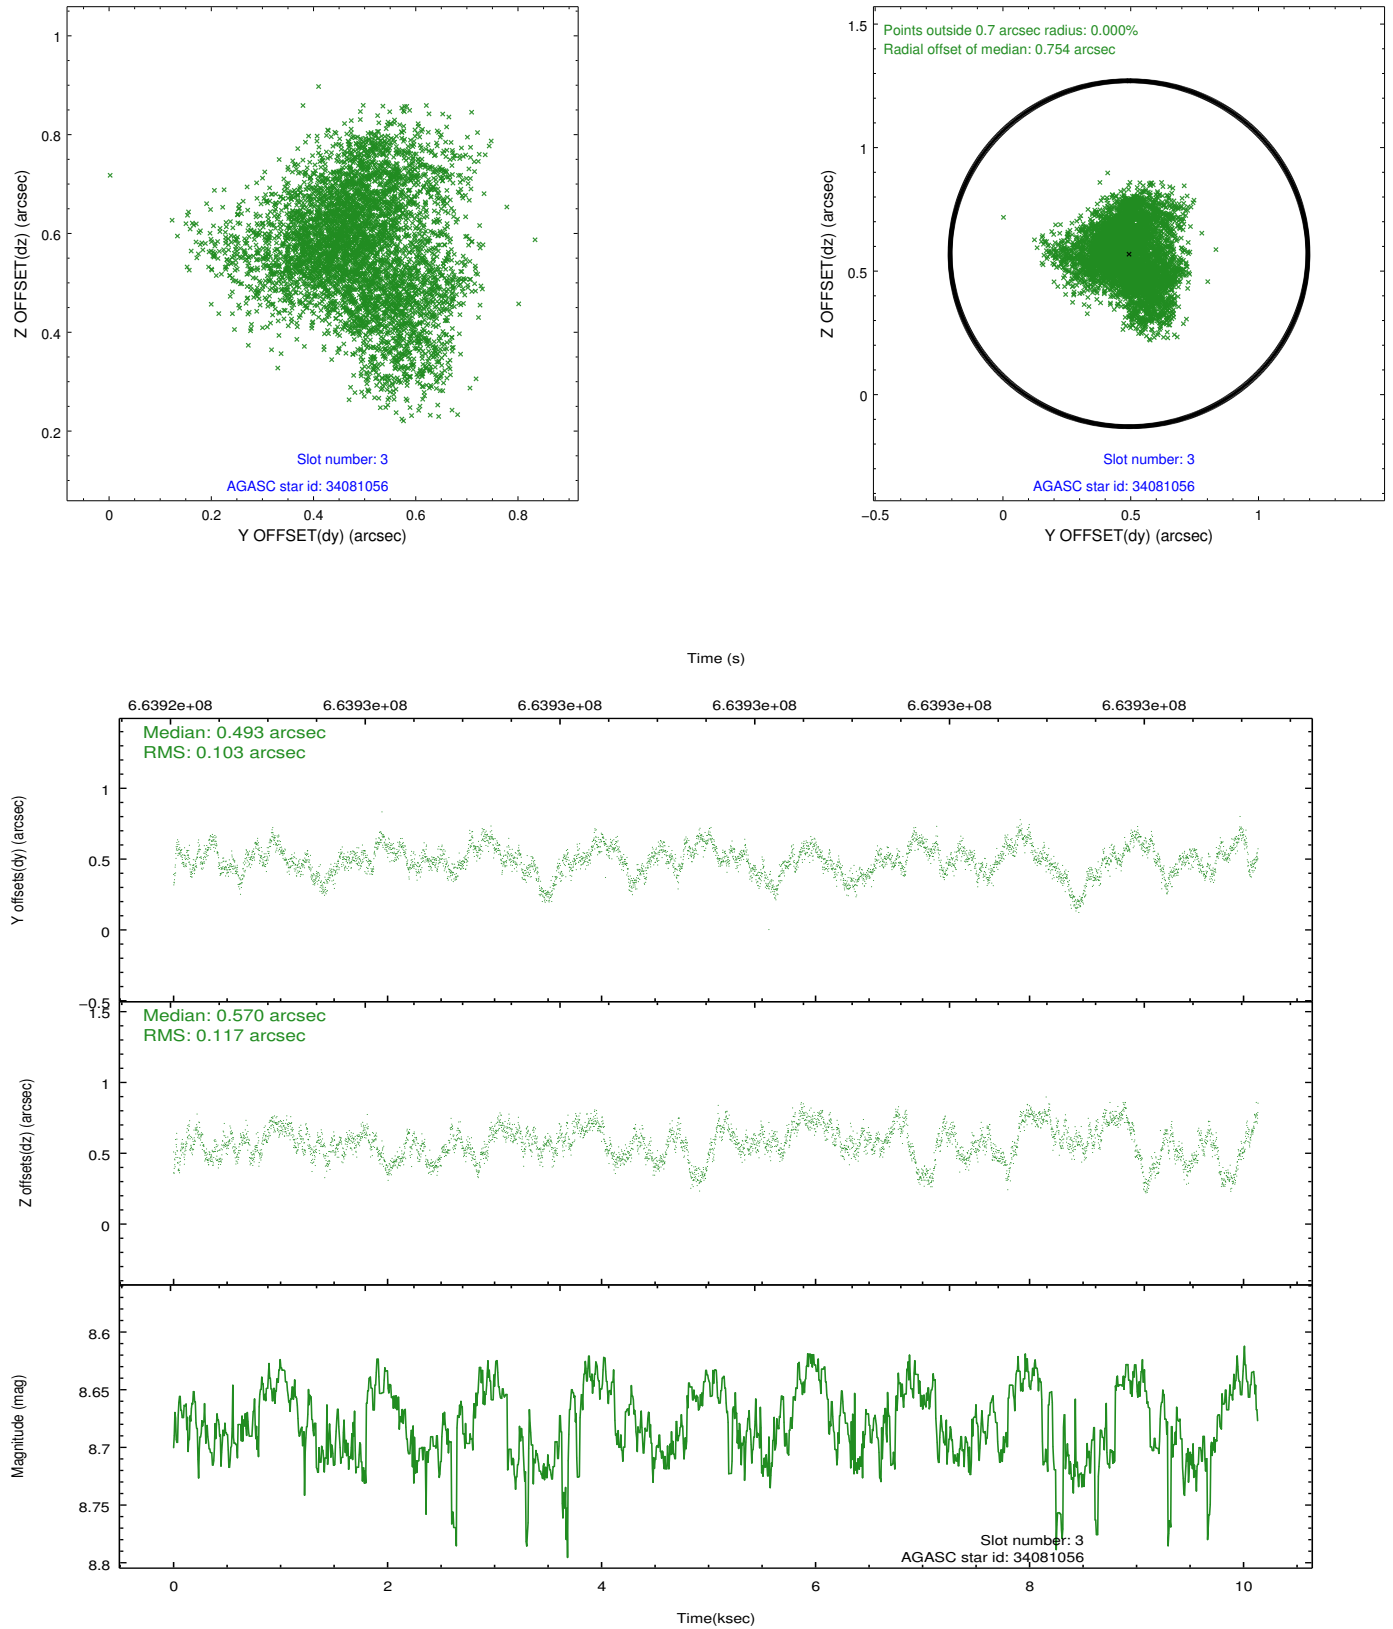 1
0.8
0.6
0.4
0.2
Z OFFSET(dz) (arcsec)
Slot number: 3
AGASC star id: 34081056
0 0.2 0.4 0.6 0.8
Y OFFSET(dy) (arcsec)
1.5
1
0.5
0
Z OFFSET(dz) (arcsec)
Points outside 0.7 arcsec radius: 0.000%
Radial offset of median: 0.754 arcsec
Slot number: 3
AGASC star id: 34081056
−0.5 0 0.5 1
Y OFFSET(dy) (arcsec)
Time (s)
6.6392e+08 6.6393e+08 6.6393e+08 6.6393e+08 6.6393e+08 6.6393e+08
Median: 0.493 arcsec
RMS: 0.103 arcsec
1
0.5
0
−0.5
Y offsets(dy) (arcsec)
Median: 0.570 arcsec
RMS: 0.117 arcsec
1.5
1
0.5
0
Z offsets(dz) (arcsec)
8.6
8.65
8.7
8.75
8.8
Magnitude (mag)
Slot number: 3
AGASC star id: 34081056
0 2 4 6 8 10
Time(ksec)